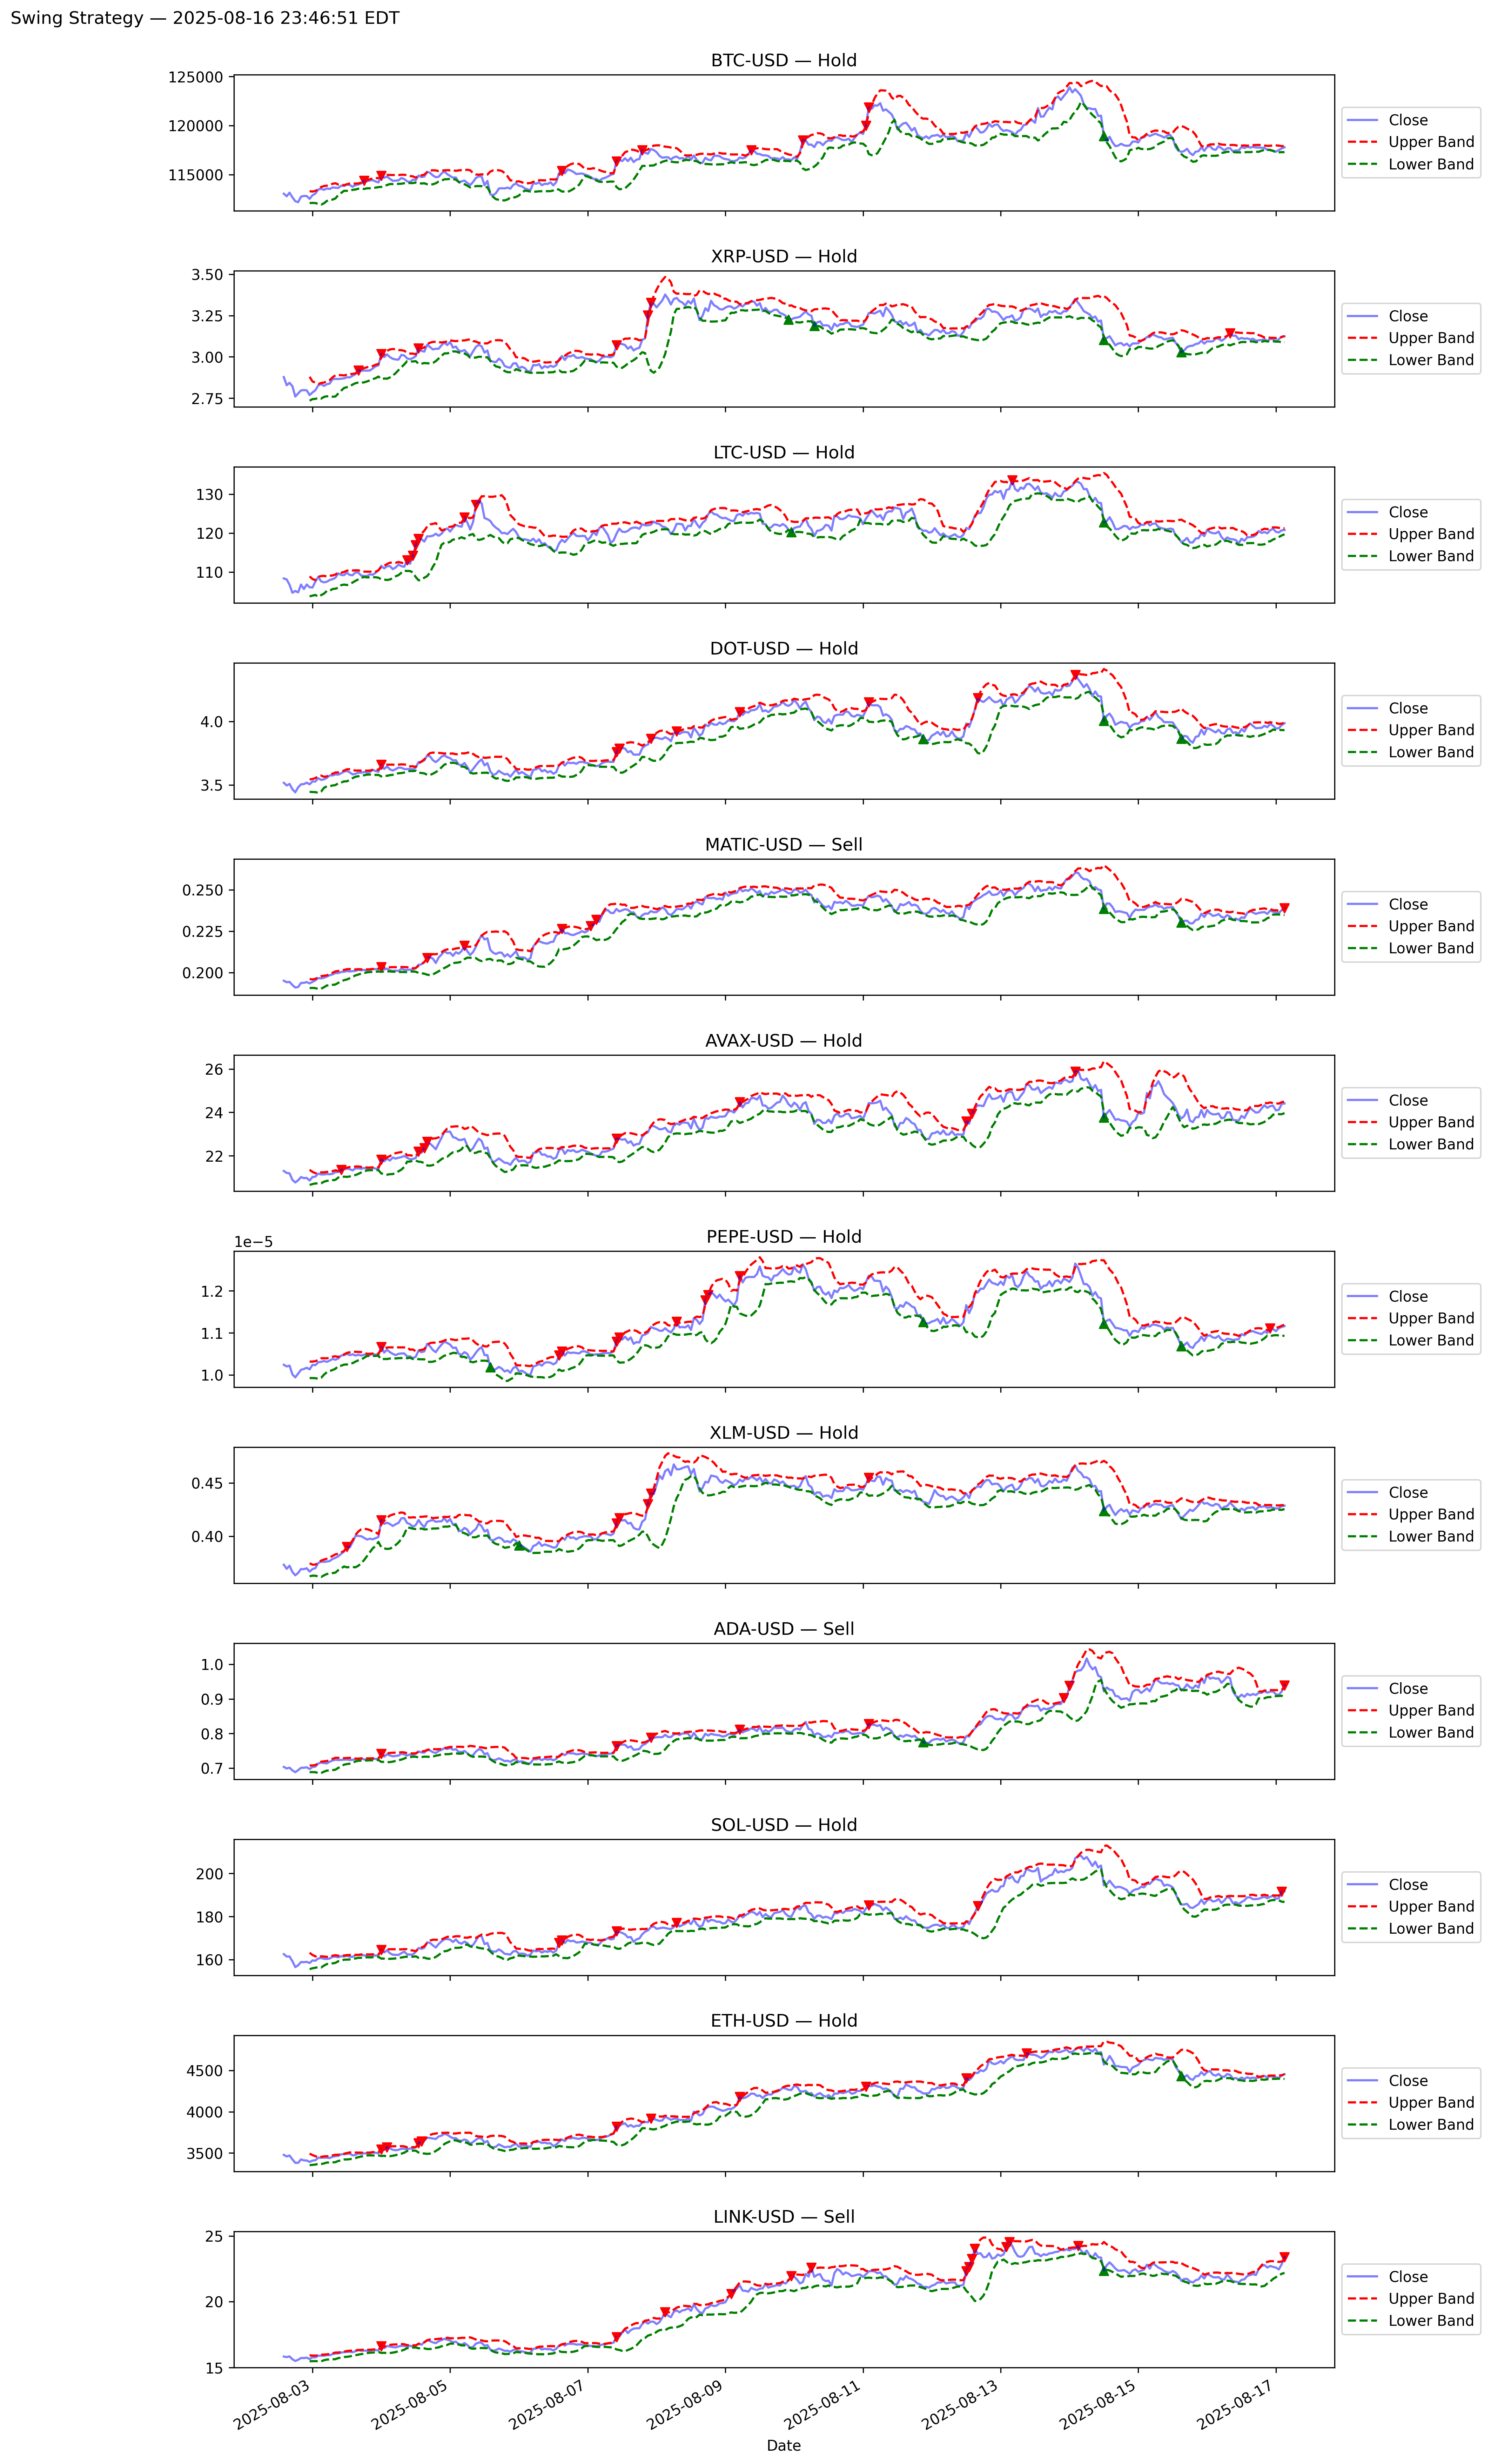 Swing Strategy — 2025-08-16 23:46:51 EDT
BTC-USD — Hold
125000
120000
115000
Close
Upper Band
Lower Band
XRP-USD — Hold
3.50
3.25
3.00
2.75
Close
Upper Band
Lower Band
LTC-USD — Hold
130
120
110
Close
Upper Band
Lower Band
DOT-USD — Hold
4.0
3.5
Close
Upper Band
Lower Band
MATIC-USD — Sell
0.250
0.225
0.200
Close
Upper Band
Lower Band
AVAX-USD — Hold
26
24
22
Close
Upper Band
Lower Band
PEPE-USD — Hold
1e−5
1.2
1.1
1.0
Close
Upper Band
Lower Band
XLM-USD — Hold
0.45
0.40
Close
Upper Band
Lower Band
ADA-USD — Sell
1.0
0.9
0.8
0.7
Close
Upper Band
Lower Band
SOL-USD — Hold
200
180
160
Close
Upper Band
Lower Band
ETH-USD — Hold
4500
4000
3500
Close
Upper Band
Lower Band
LINK-USD — Sell
25
20
15
Close
Upper Band
Lower Band
2025-08-03
2025-08-05
2025-08-07
2025-08-09
2025-08-11
2025-08-13
2025-08-15
2025-08-17
Date